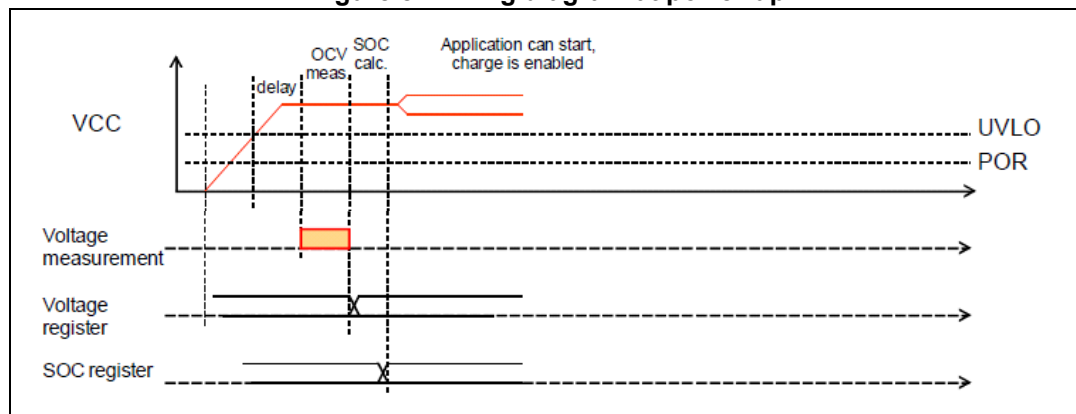 SOC
calc.
OCV
meas.
delay
Application can start,
charge is enabled
VCC
UVLO
POR
Voltage
measurement
Voltage
register
SOC register